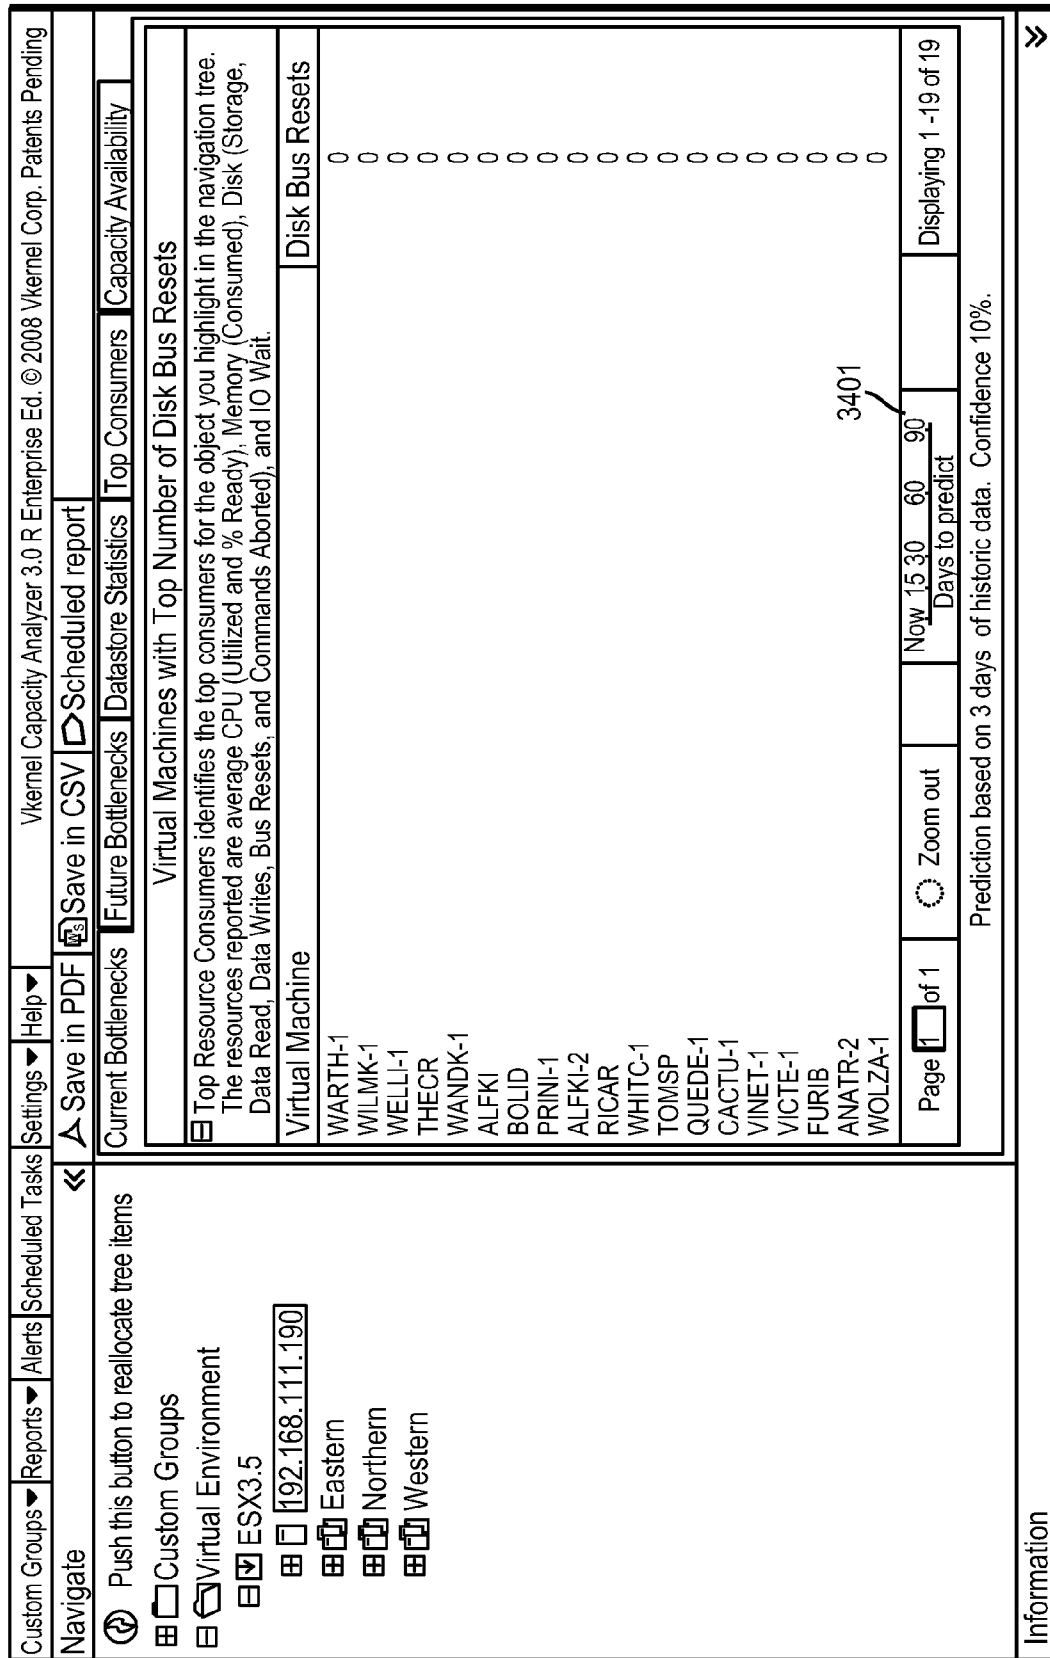 Custom Groups Reports Alerts Scheduled Tasks Settings Help Vkernel Capacity Analyzer 3.0 R Enterprise Ed. © 2008 Vkernel Corp. Patents Pending
Navigate « Save in PDF Save in CSV Scheduled report
Push this button to reallocate tree items
Custom Groups
Virtual Environment
ESX3.5
192.168.111.190
Eastern
Northern
Western
Current Bottlenecks Future Bottlenecks Datastore Statistics Top Consumers Capacity Availability
Virtual Machines with Top Number of Disk Bus Resets
Top Resource Consumers identifies the top consumers for the object you highlight in the navigation tree.
The resources reported are average CPU (Utilized and % Ready), Memory (Consumed), Disk (Storage,
Data Read, Data Writes, Bus Resets, and Commands Aborted), and IO Wait.
Virtual Machine Disk Bus Resets
WARTH-1 0
WILMK-1 0
WELLI-1 0
THECR 0
WANDK-1 0
ALFKI 0
BOLID 0
PRINI-1 0
ALFKI-2 0
RICAR 0
WHITC-1 0
TOMSP 0
QUEDE-1 0
CACTU-1 0
VINET-1 0
VICTE-1 0
FURIB 0
ANATR-2 0
WOLZA-1 0
3401
Page 1 of 1 Zoom out Now 15 30 60 90 Displaying 1 -19 of 19
Days to predict
Prediction based on 3 days of historic data. Confidence 10%.
Information »